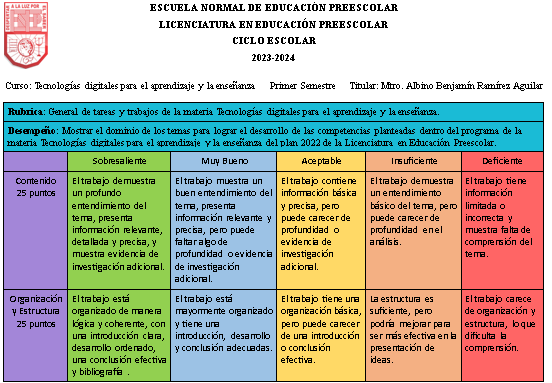 ESCUELA NORMAL DE EDUCACIÓN PREESCOLAR
LICENCIATURA EN EDUCACIÓN PREESCOLAR
CICLO ESCOLAR
2023-2024
Curso: Tecnologías digitales para el aprendizaje y la enseñanza Primer Semestre Titular: Mtro. Albino Benjamín Ramírez Aguilar
Rubrica: General de tareas y trabajos de la materia Tecnologías digitales para el aprendizaje y la enseñanza.
Desempeño: Mostrar el dominio de los temas para lograr el desarrollo de las competencias planteadas dentro del programa de la
materia Tecnologías digitales para el aprendizaje y la enseñanza del plan 2022 de la Licenciatura en Educación Preescolar.
Sobresaliente Muy Bueno Aceptable Insuficiente Deficiente
Contenido
25 puntos
El trabajo demuestra
un profundo
entendimiento del
tema, presenta
información relevante,
detallada y precisa, y
muestra evidencia de
investigación adicional.
El trabajo muestra un
buen entendimiento del
tema, presenta
información relevante y
precisa, pero puede
faltar algo de
profundidad o evidencia
de investigación
adicional.
El trabajo contiene
información básica
y precisa, pero
puede carecer de
profundidad o
evidencia de
investigación
adicional.
El trabajo demuestra
un entendimiento
básico del tema, pero
puede carecer de
profundidad en el
análisis.
El trabajo tiene
información
limitada o
incorrecta y
muestra falta de
comprensión del
tema.
Organización
y Estructura
25 puntos
El trabajo está
organizado de manera
lógica y coherente, con
una introducción clara,
desarrollo ordenado,
una conclusión efectiva
y bibliografía .
El trabajo está
mayormente organizado
y tiene una
introducción, desarrollo
y conclusión adecuadas.
El trabajo tiene una
organización básica,
pero puede carecer
de una introducción
o conclusión
efectiva.
La estructura es
suficiente, pero
podría mejorar para
ser más efectiva en la
presentación de
ideas.
El trabajo carece
de organización y
estructura, lo que
dificulta la
comprensión.